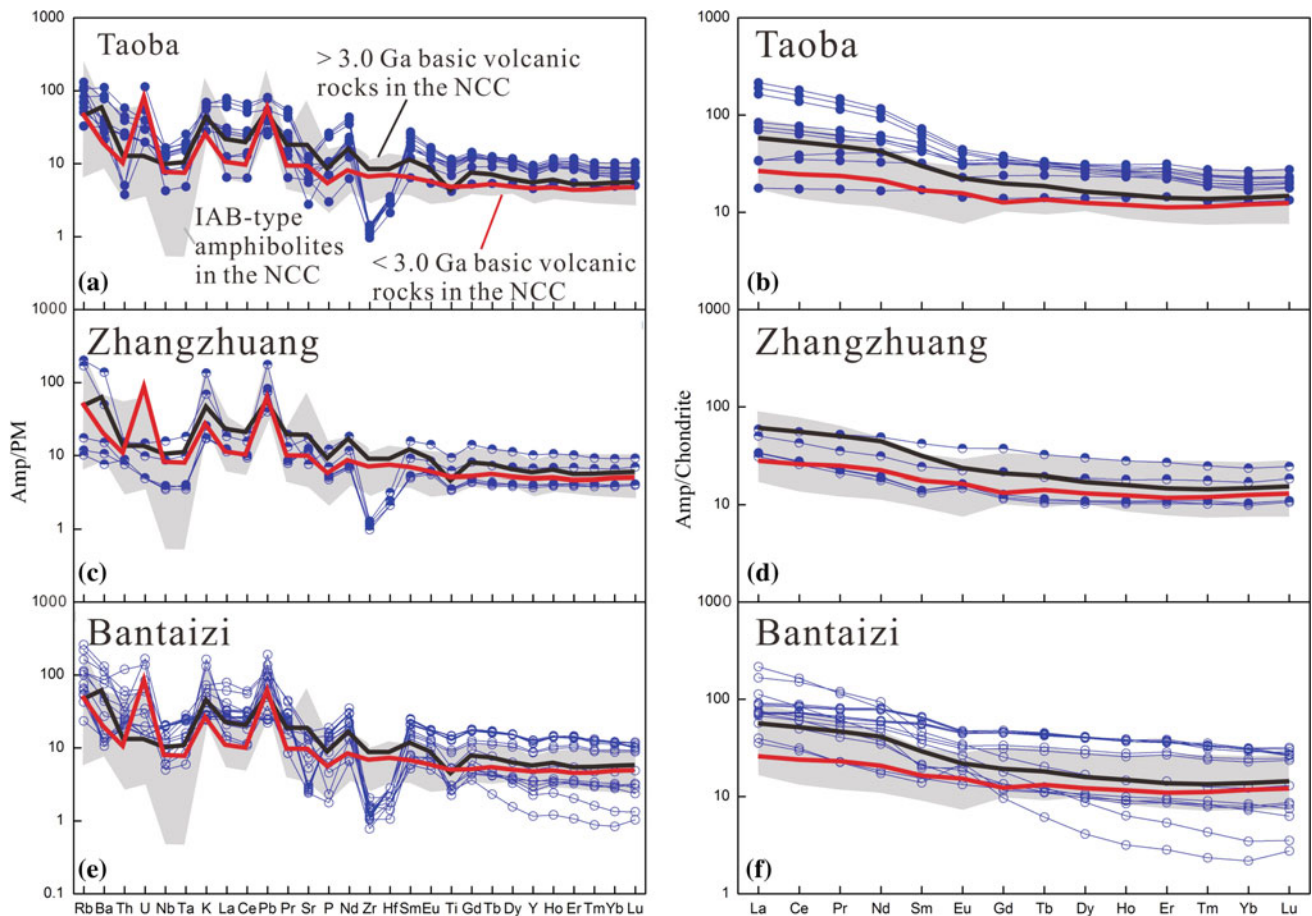 1000
100
10
1
Taoba
> 3.0 Ga basic volcanic
rocks in the NCC
IAB-type
amphibolites
in the NCC
< 3.0 Ga basic volcanic
rocks in the NCC
(a)
1000
100
10
1000
Taoba
(b)
1000
100
10
1
Zhangzhuang
(c)
Amp/PM
100
10
Zhangzhuang
(d)
Amp/Chondrite
1000
100
10
1
0.1
Bantaizi
(e)
Rb Ba Th U Nb Ta K La Ce Pb Pr Sr P Nd Zr Hf Sm Eu Ti Gd Tb Dy Y Ho Er Tm Yb Lu
1000
100
10
1
Bantaizi
(f)
La Ce Pr Nd Sm Eu Gd Tb Dy Ho Er Tm Yb Lu